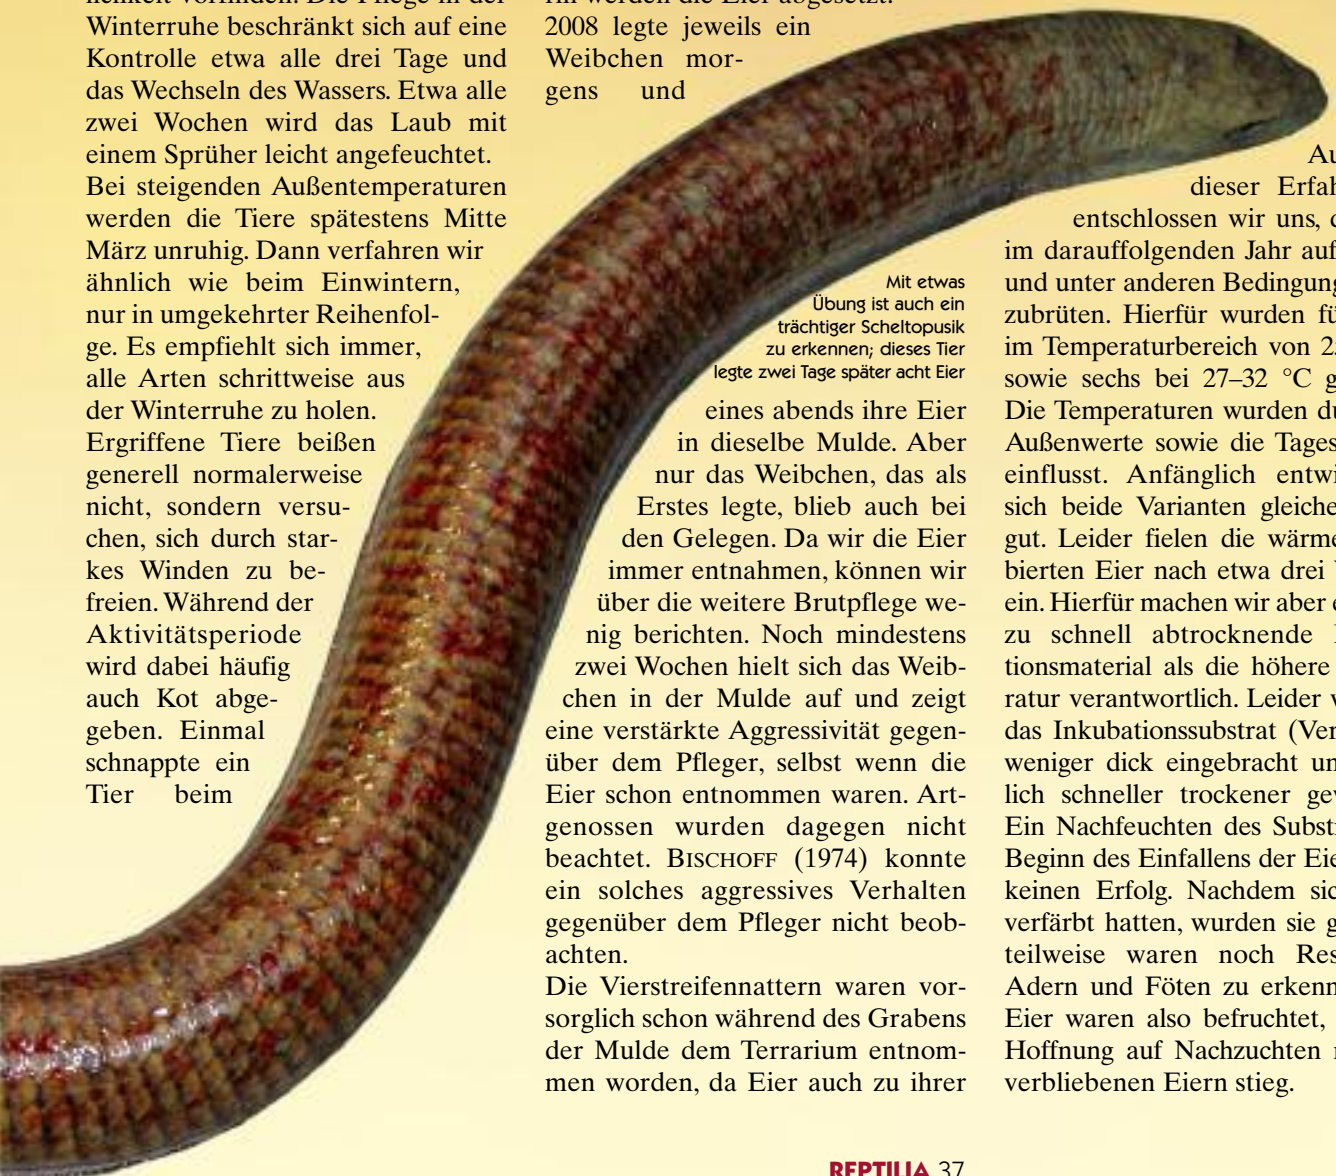 lichkeit vorfinden. Die Pflege in der
Winterruhe beschränkt sich auf eine
Kontrolle etwa alle drei Tage und
das Wechseln des Wassers. Etwa alle
zwei Wochen wird das Laub mit
einem Sprüher leicht angefeuchtet.
Bei steigenden Außentemperaturen
werden die Tiere spätestens Mitte
März unruhig. Dann verfahren wir
ähnlich wie beim Einwintern,
nur in umgekehrter Reihenfol-
ge. Es empfiehlt sich immer,
alle Arten schrittweise aus
der Winterruhe zu holen.
Ergriffene Tiere beißen
generell normalerweise
nicht, sondern versu-
chen, sich durch star-
kes Winden zu be-
freien. Während der
Aktivitätsperiode
wird dabei häufig
auch Kot abge-
geben. Einmal
schnappte ein
Tier beim
werden die Eier abgesetzt.
2008 legte jeweils ein
Weibchen mor-
gens und
Mit etwas
Übung ist auch ein
trächtiger Scheltopusik
zu erkennen; dieses Tier
legte zwei Tage später acht Eier
eines abends ihre Eier
in dieselbe Mulde. Aber
nur das Weibchen, das als
Erstes legte, blieb auch bei
den Gelegen. Da wir die Eier
immer entnahmen, können wir
über die weitere Brutpflege we-
nig berichten. Noch mindestens
zwei Wochen hielt sich das Weib-
chen in der Mulde auf und zeigt
eine verstärkte Aggressivität gegen-
über dem Pfleger, selbst wenn die
Eier schon entnommen waren. Art-
genossen wurden dagegen nicht
beachtet. BISCHOFF (1974) konnte
ein solches aggressives Verhalten
gegenüber dem Pfleger nicht beob-
achten.
Die Vierstreifennattern waren vor-
sorglich schon während des Grabens
der Mulde dem Terrarium entnom-
men worden, da Eier auch zu ihrer
Au
dieser Erfah
entschlossen wir uns, d
im darauffolgenden Jahr auf
und unter anderen Bedingung
zubrüten. Hierfür wurden fü
im Temperaturbereich von 2
sowie sechs bei 27–32 °C g
Die Temperaturen wurden du
Außenwerte sowie die Tages
einflusst. Anfänglich entwi
sich beide Varianten gleiche
gut. Leider fielen die wärme
bierten Eier nach etwa drei
ein. Hierfür machen wir aber
zu schnell abtrocknende
tionsmaterial als die höhere
ratur verantwortlich. Leider
das Inkubationssubstrat (Ver
weniger dick eingebracht un
lich schneller trockener gew
Ein Nachfeuchten des Substr
Beginn des Einfallens der Eie
keinen Erfolg. Nachdem sic
verfärbt hatten, wurden sie g
teilweise waren noch Res
Adern und Föten zu erkenn
Eier waren also befruchtet,
Hoffnung auf Nachzuchten
verbliebenen Eiern stieg.
REPTILIA 37